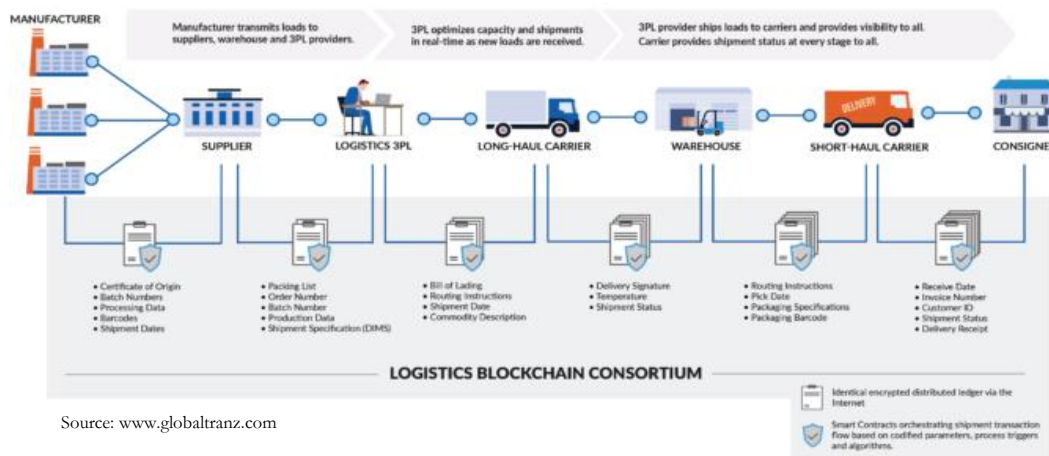 MANUFACTURER
Manufacturer transmits loads to
suppliers, warehouse and 3PL providers.
3PL optimizes capacity and shipments
in real-time as new loads are received.
3PL provider ships loads to carriers and provides visibility to all.
Carrier provides shipment status at every stage to all.
DELIVERY
SUPPLIER
LOGISTICS 3PL
LONG-HAUL CARRIER
WAREHOUSE
SHORT-HAUL CARRIER
CONSIGNE
• Certificate of Origin
• Batch Numbers
• Processing Data
• Barcodes
• Shipment Dates
• Packing List
• Order Number
• Batch Number
• Production Data
• Shipment Specification (DIMS)
• Bill of Lading
• Routing Instructions
• Shipment Date
• Commodity Description
• Delivery Signature
• Temperature
• Shipment Status
• Routing Instructions
• Pick Date
• Packaging Specifications
• Packaging Barcode
• Receive Date
• Invoice Number
• Customer ID
• Shipment Status
• Delivery Receipt
LOGISTICS BLOCKCHAIN CONSORTIUM
Identical encrypted distributed ledger via the
Internet
Smart Contracts orchestrating shipment transaction
flow based on codified parameters, process triggers
and algorithms.
Source: www.globaltranz.com